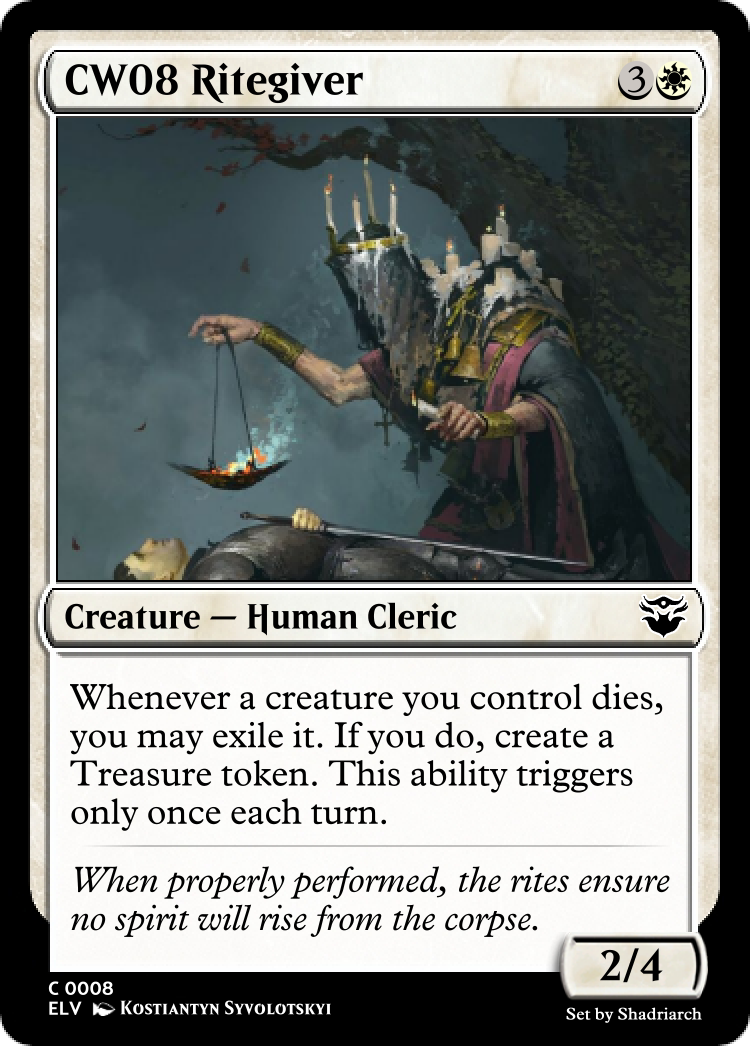 CW08 Ritegiver
3
Creature — Human Cleric
Whenever a creature you control dies,
you may exile it. If you do, create a
Treasure token. This ability triggers
only once each turn.
When properly performed, the rites ensure
no spirit will rise from the corpse.
2/4
C 0008
ELV Kostiantyn Syvolotskyi
Set by Shadriarch